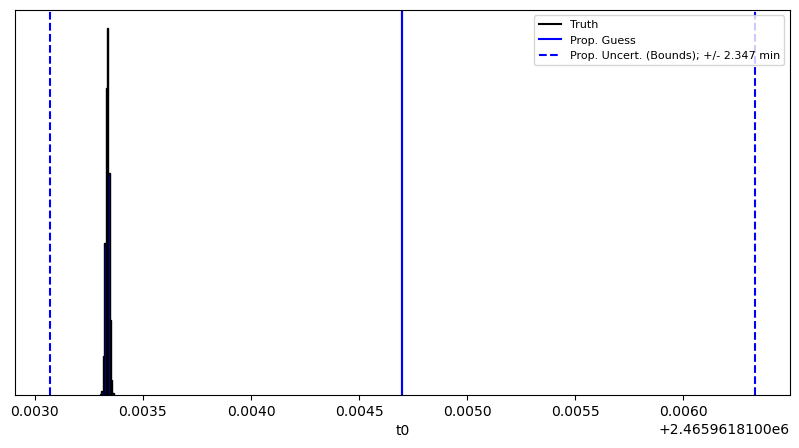 Truth
Prop. Guess
Prop. Uncert. (Bounds); +/- 2.347 min
0.0030 0.0035 0.0040 0.0045 0.0050 0.0055 0.0060
+2.4659618100e6
t0